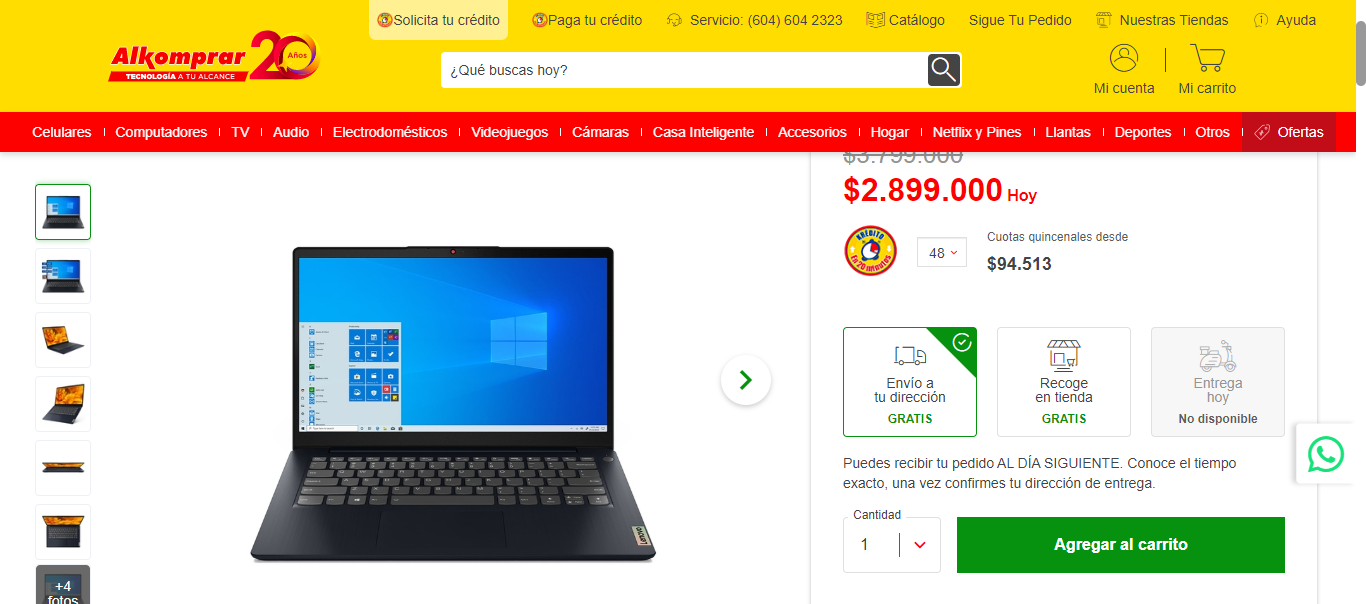 Solicita tu crédito
Paga tu crédito
Servicio: (604) 604 2323
Catálogo
Sigue Tu Pedido
Nuestras Tiendas
Ayuda
Alkomprar 20 Años
TECNOLOGÍA A TU ALCANCE
¿Qué buscas hoy?
Mi cuenta
Mi carrito
Celulares
Computadores
TV
Audio
Electrodomésticos
Videojuegos
Cámaras
Casa Inteligente
Accesorios
Hogar
Netflix y Pines
Llantas
Deportes
Otros
Ofertas
$3.799.000
$2.899.000 Hoy
KREDITO
En 20 minutos
48
Cuotas quincenales desde
$94.513
Envío a
tu dirección
GRATIS
Recoge
en tienda
GRATIS
Entrega
hoy
No disponible
Puedes recibir tu pedido AL DÍA SIGUIENTE. Conoce el tiempo
exacto, una vez confirmes tu dirección de entrega.
Cantidad
1
Agregar al carrito
Lenovo
+4
fotos